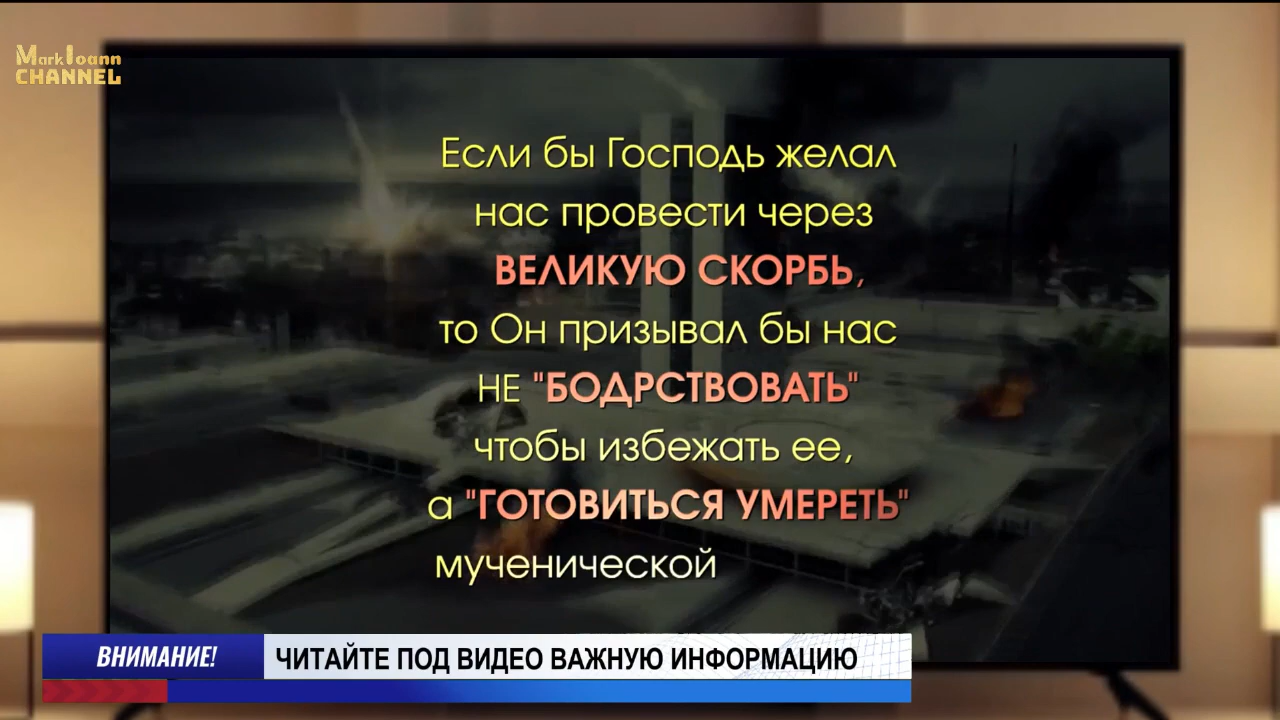 MarkIoann
CHANNEL
Если бы Господь желал
нас провести через
ВЕЛИКУЮ СКОРБЬ,
то Он призывал бы нас
НЕ "БОДРСТВОВАТЬ"
чтобы избежать ее,
а "ГОТОВИТЬСЯ УМЕРЕТЬ"
мученической
ВНИМАНИЕ!
ЧИТАЙТЕ ПОД ВИДЕО ВАЖНУЮ ИНФОРМАЦИЮ